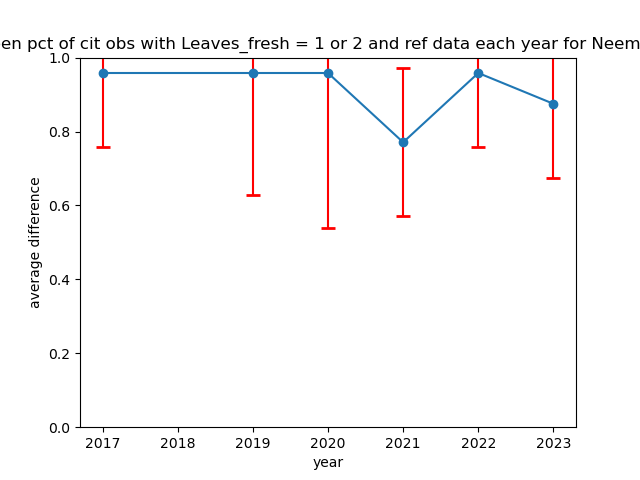 en pct of cit obs with Leaves_fresh = 1 or 2 and ref data each year for Neem
1.0
0.8
0.6
0.4
0.2
0.0
average difference
2017 2018 2019 2020 2021 2022 2023
year